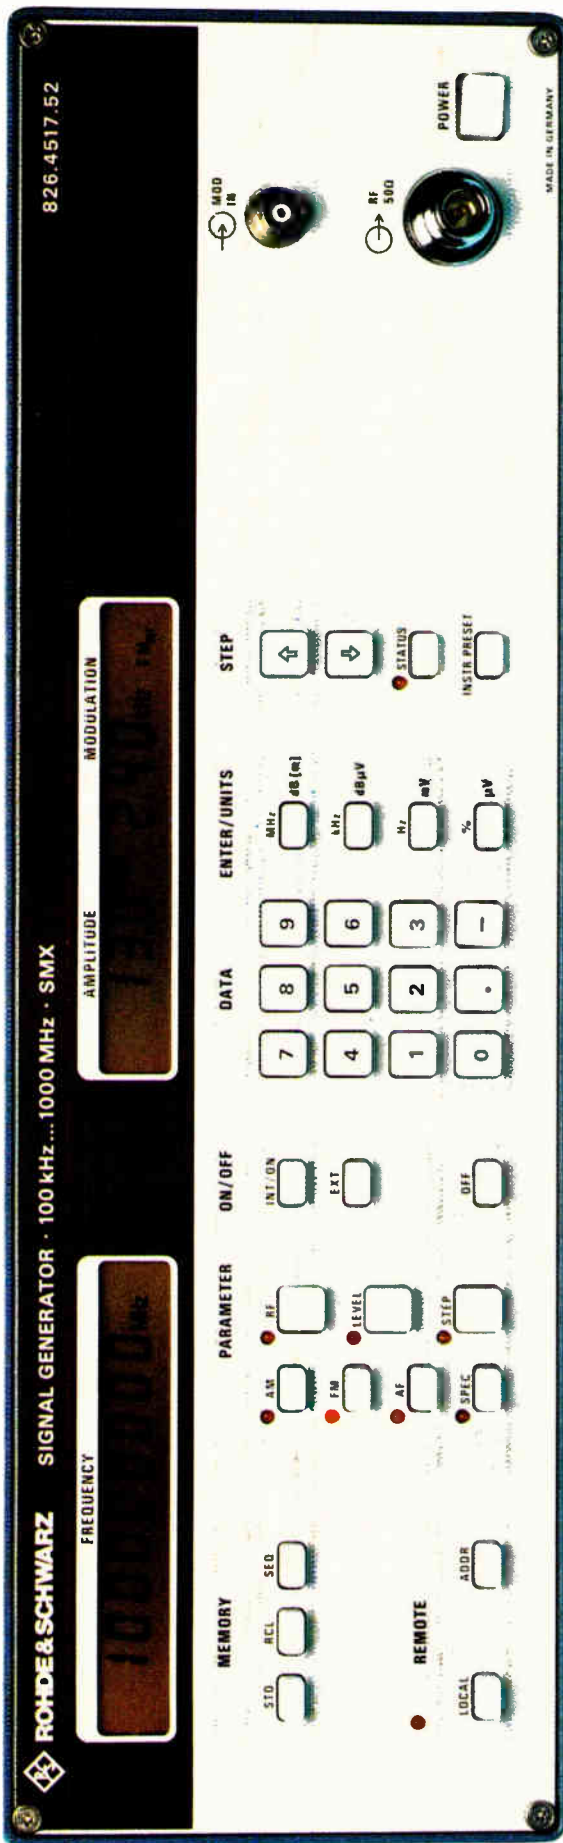 ROHDE&SCHWARZ SIGNAL GENERATOR · 100 kHz...1000 MHz · SMX 826.4517.52
FREQUENCY
MHz
AMPLITUDE MODULATION
MEMORY
STO RCL SEQ
REMOTE
LOCAL ADDR
PARAMETER
AM RF
FM LEVEL
AF
SPEC STEP
ON/OFF
INT/ON
EXT
OFF
DATA
7 8 9
4 5 6
1 2 3
0 . –
ENTER/UNITS
MHz dB(m)
kHz dBµV
Hz mV
% µV
STEP
⇧
⇩
STATUS
INSTR PRESET
MOD IN
RF 50Ω
POWER
MADE IN GERMANY